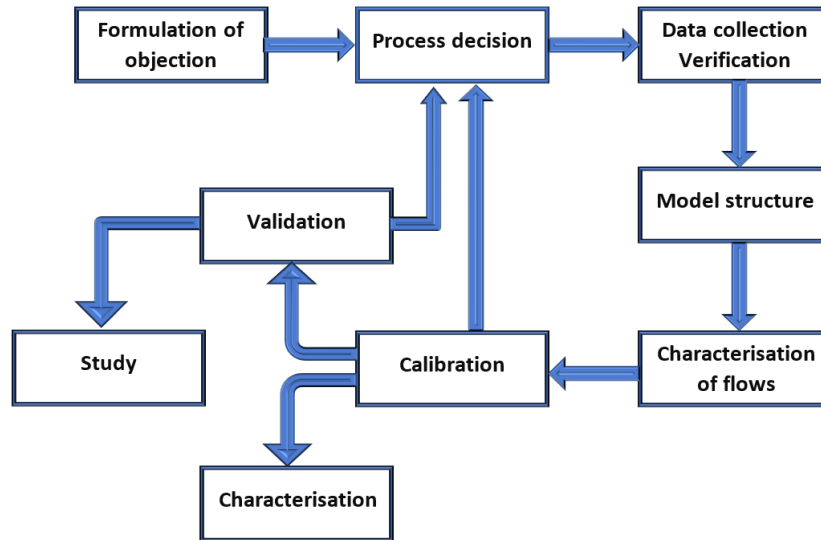 Formulation of
objection
Process decision
Data collection
Verification
Model structure
Validation
Study
Calibration
Characterisation
of flows
Characterisation